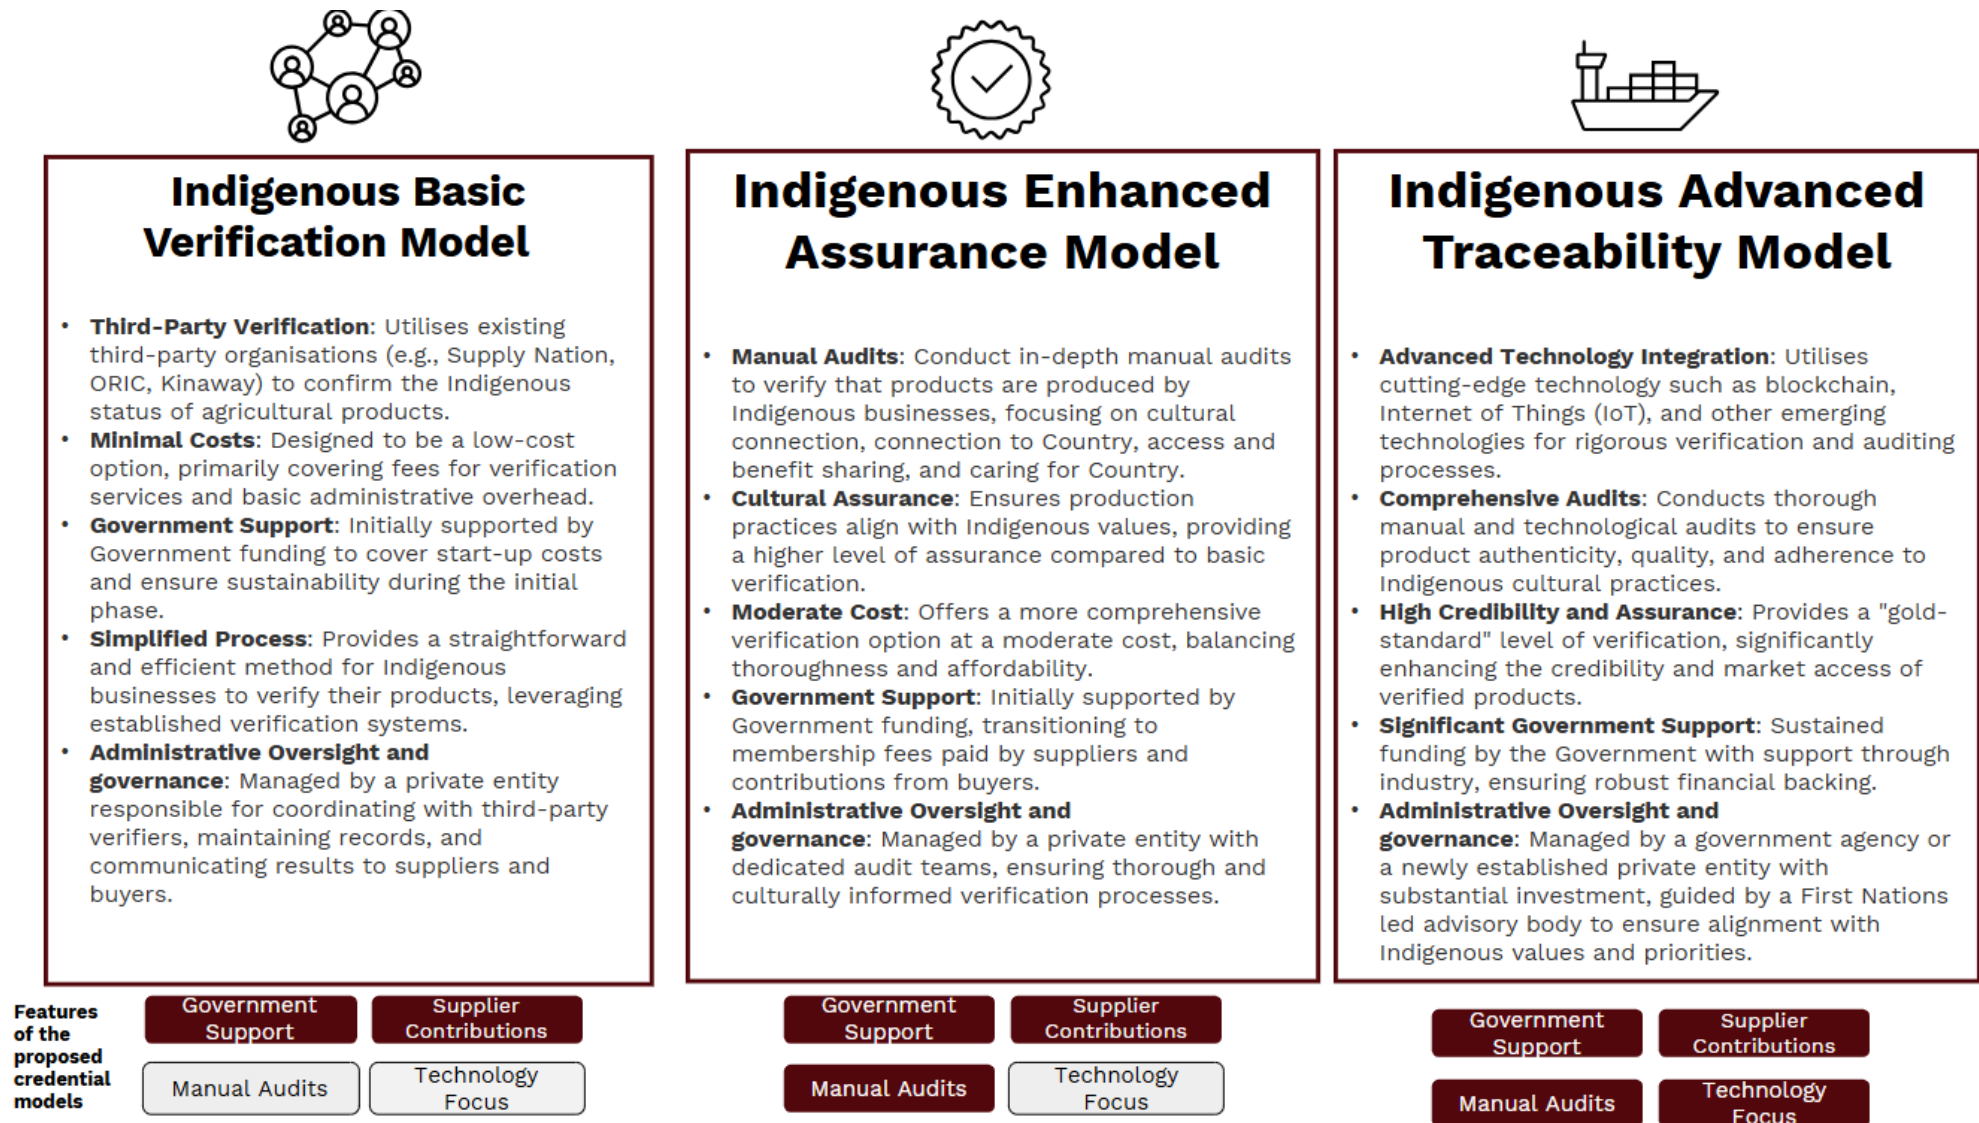 Indigenous Basic
Verification Model
• Third-Party Verification: Utilises existing
third-party organisations (e.g., Supply Nation,
ORIC, Kinaway) to confirm the Indigenous
status of agricultural products.
• Minimal Costs: Designed to be a low-cost
option, primarily covering fees for verification
services and basic administrative overhead.
• Government Support: Initially supported by
Government funding to cover start-up costs
and ensure sustainability during the initial
phase.
• Simplified Process: Provides a straightforward
and efficient method for Indigenous
businesses to verify their products, leveraging
established verification systems.
• Administrative Oversight and
governance: Managed by a private entity
responsible for coordinating with third-party
verifiers, maintaining records, and
communicating results to suppliers and
buyers.
Indigenous Enhanced
Assurance Model
• Manual Audits: Conduct in-depth manual audits
to verify that products are produced by
Indigenous businesses, focusing on cultural
connection, connection to Country, access and
benefit sharing, and caring for Country.
• Cultural Assurance: Ensures production
practices align with Indigenous values, providing
a higher level of assurance compared to basic
verification.
• Moderate Cost: Offers a more comprehensive
verification option at a moderate cost, balancing
thoroughness and affordability.
• Government Support: Initially supported by
Government funding, transitioning to
membership fees paid by suppliers and
contributions from buyers.
• Administrative Oversight and
governance: Managed by a private entity with
dedicated audit teams, ensuring thorough and
culturally informed verification processes.
Indigenous Advanced
Traceability Model
• Advanced Technology Integration: Utilises
cutting-edge technology such as blockchain,
Internet of Things (IoT), and other emerging
technologies for rigorous verification and auditing
processes.
• Comprehensive Audits: Conducts thorough
manual and technological audits to ensure
product authenticity, quality, and adherence to
Indigenous cultural practices.
• High Credibility and Assurance: Provides a "gold-
standard" level of verification, significantly
enhancing the credibility and market access of
verified products.
• Significant Government Support: Sustained
funding by the Government with support through
industry, ensuring robust financial backing.
• Administrative Oversight and
governance: Managed by a government agency or
a newly established private entity with
substantial investment, guided by a First Nations
led advisory body to ensure alignment with
Indigenous values and priorities.
Features
of the
proposed
credential
models
Government
Support
Supplier
Contributions
Manual Audits
Technology
Focus
Government
Support
Supplier
Contributions
Manual Audits
Technology
Focus
Government
Support
Supplier
Contributions
Manual Audits
Technology
Focus